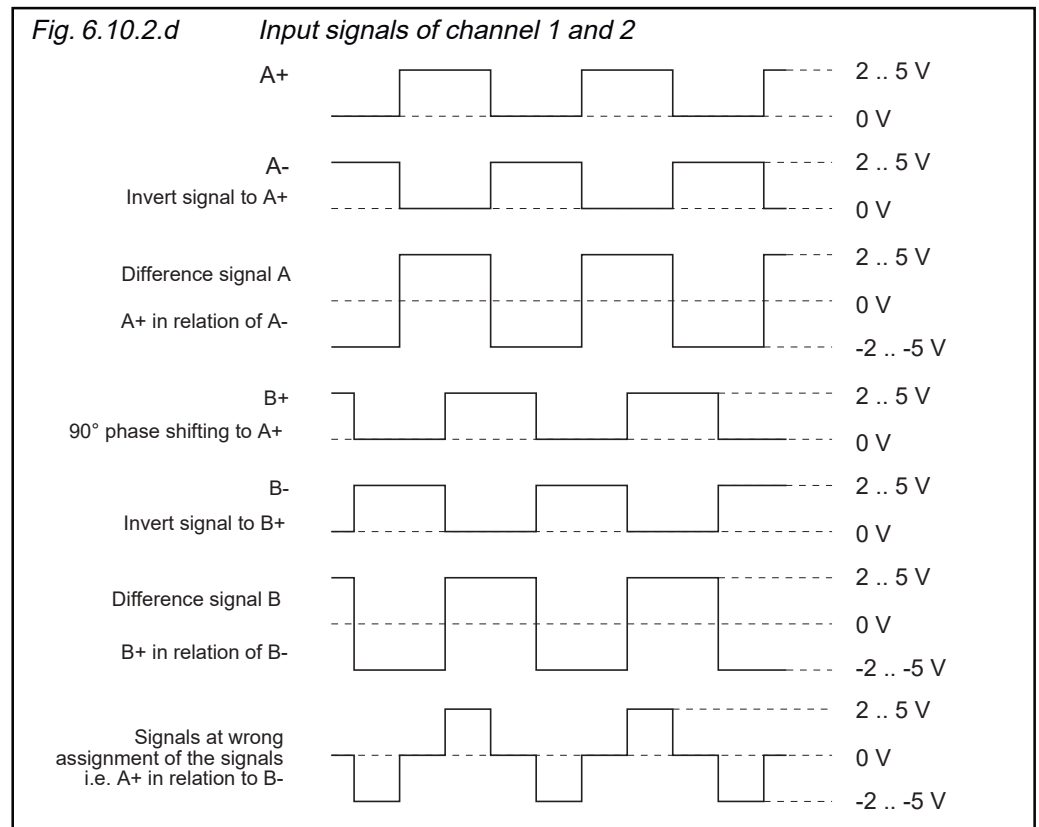 Fig. 6.10.2.d Input signals of channel 1 and 2
A+
2 .. 5 V
0 V
A-
Invert signal to A+
2 .. 5 V
0 V
Difference signal A
A+ in relation of A-
2 .. 5 V
0 V
-2 .. -5 V
B+
90° phase shifting to A+
2 .. 5 V
0 V
B-
Invert signal to B+
2 .. 5 V
0 V
Difference signal B
B+ in relation of B-
2 .. 5 V
0 V
-2 .. -5 V
Signals at wrong
assignment of the signals
i.e. A+ in relation to B-
2 .. 5 V
0 V
-2 .. -5 V